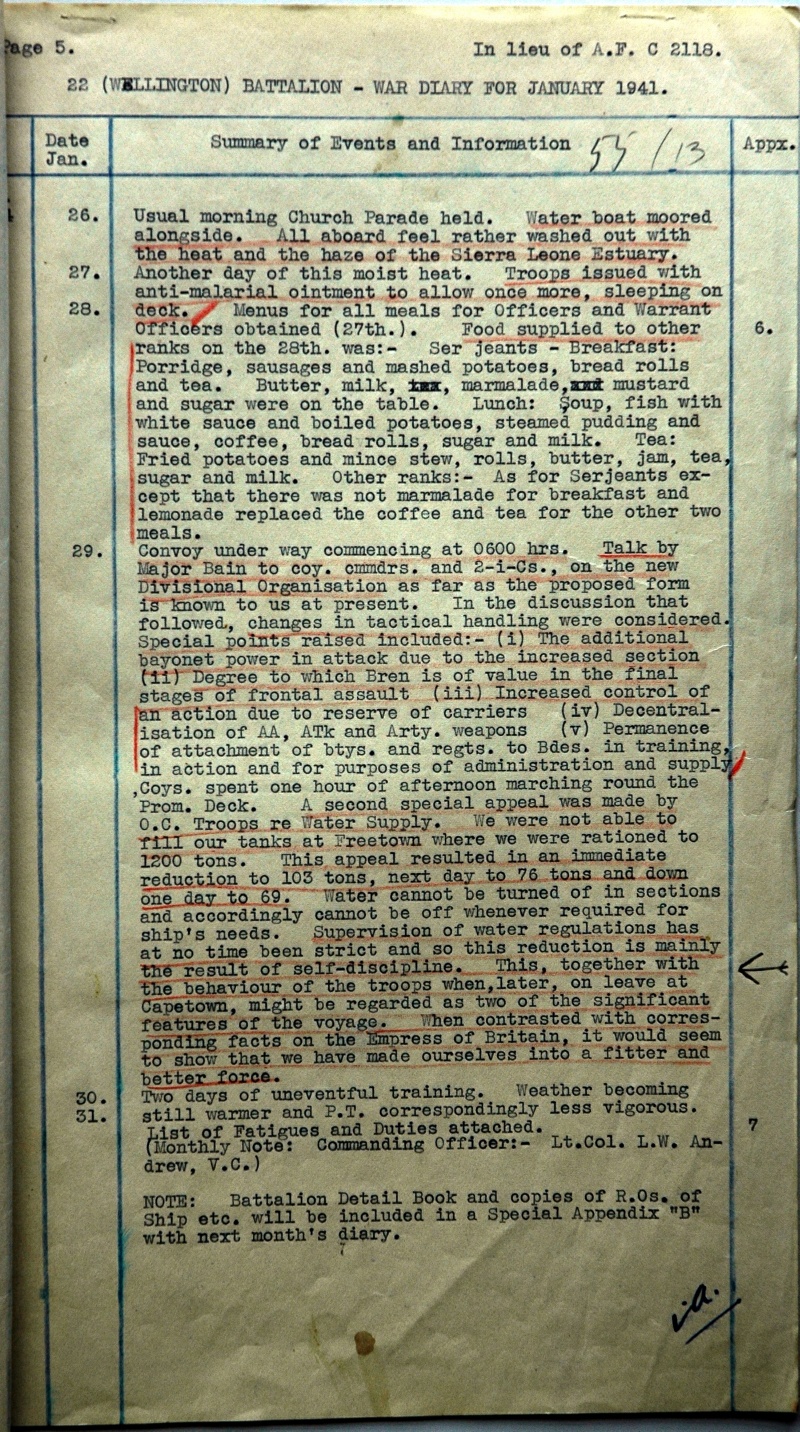 Page 5. In lieu of A.F. C 2118.
22 (WELLINGTON) BATTALION - WAR DIARY FOR JANUARY 1941.
Date Summary of Events and Information 55/13 Appx.
Jan.
26. Usual morning Church Parade held. Water boat moored
alongside. All aboard feel rather washed out with
the heat and the haze of the Sierra Leone Estuary.
27. Another day of this moist heat. Troops issued with
anti-malarial ointment to allow once more, sleeping on
28. deck. Menus for all meals for Officers and Warrant
Officers obtained (27th.). Food supplied to other 6.
ranks on the 28th. was:- Ser jeants - Breakfast:
Porridge, sausages and mashed potatoes, bread rolls
and tea. Butter, milk, , marmalade, mustard
and sugar were on the table. Lunch: Soup, fish with
white sauce and boiled potatoes, steamed pudding and
sauce, coffee, bread rolls, sugar and milk. Tea:
Fried potatoes and mince stew, rolls, butter, jam, tea,
sugar and milk. Other ranks:- As for Serjeants ex-
cept that there was not marmalade for breakfast and
lemonade replaced the coffee and tea for the other two
meals.
29. Convoy under way commencing at 0600 hrs. Talk by
Major Bain to coy. cmmdrs. and 2-i-Cs., on the new
Divisional Organisation as far as the proposed form
is known to us at present. In the discussion that
followed, changes in tactical handling were considered.
Special points raised included:- (i) The additional
bayonet power in attack due to the increased section
(ii) Degree to which Bren is of value in the final
stages of frontal assault (iii) Increased control of
an action due to reserve of carriers (iv) Decentral-
isation of AA, ATk and Arty. weapons (v) Permanence
of attachment of btys. and regts. to Bdes. in training,
in action and for purposes of administration and supply
,Coys. spent one hour of afternoon marching round the
Prom. Deck. A second special appeal was made by
O.C. Troops re Water Supply. We were not able to
fill our tanks at Freetown where we were rationed to
1200 tons. This appeal resulted in an immediate
reduction to 103 tons, next day to 76 tons and down
one day to 69. Water cannot be turned of in sections
and accordingly cannot be off whenever required for
ship's needs. Supervision of water regulations has
at no time been strict and so this reduction is mainly
the result of self-discipline. This, together with
the behaviour of the troops when,later, on leave at
Capetown, might be regarded as two of the significant
features of the voyage. When contrasted with corres-
ponding facts on the Empress of Britain, it would seem
to show that we have made ourselves into a fitter and
better force.
30. Two days of uneventful training. Weather becoming
31. still warmer and P.T. correspondingly less vigorous.
List of Fatigues and Duties attached. 7
(Monthly Note: Commanding Officer:- Lt.Col. L.W. An-
drew, V.C.)
NOTE: Battalion Detail Book and copies of R.Os. of
Ship etc. will be included in a Special Appendix "B"
with next month's diary.